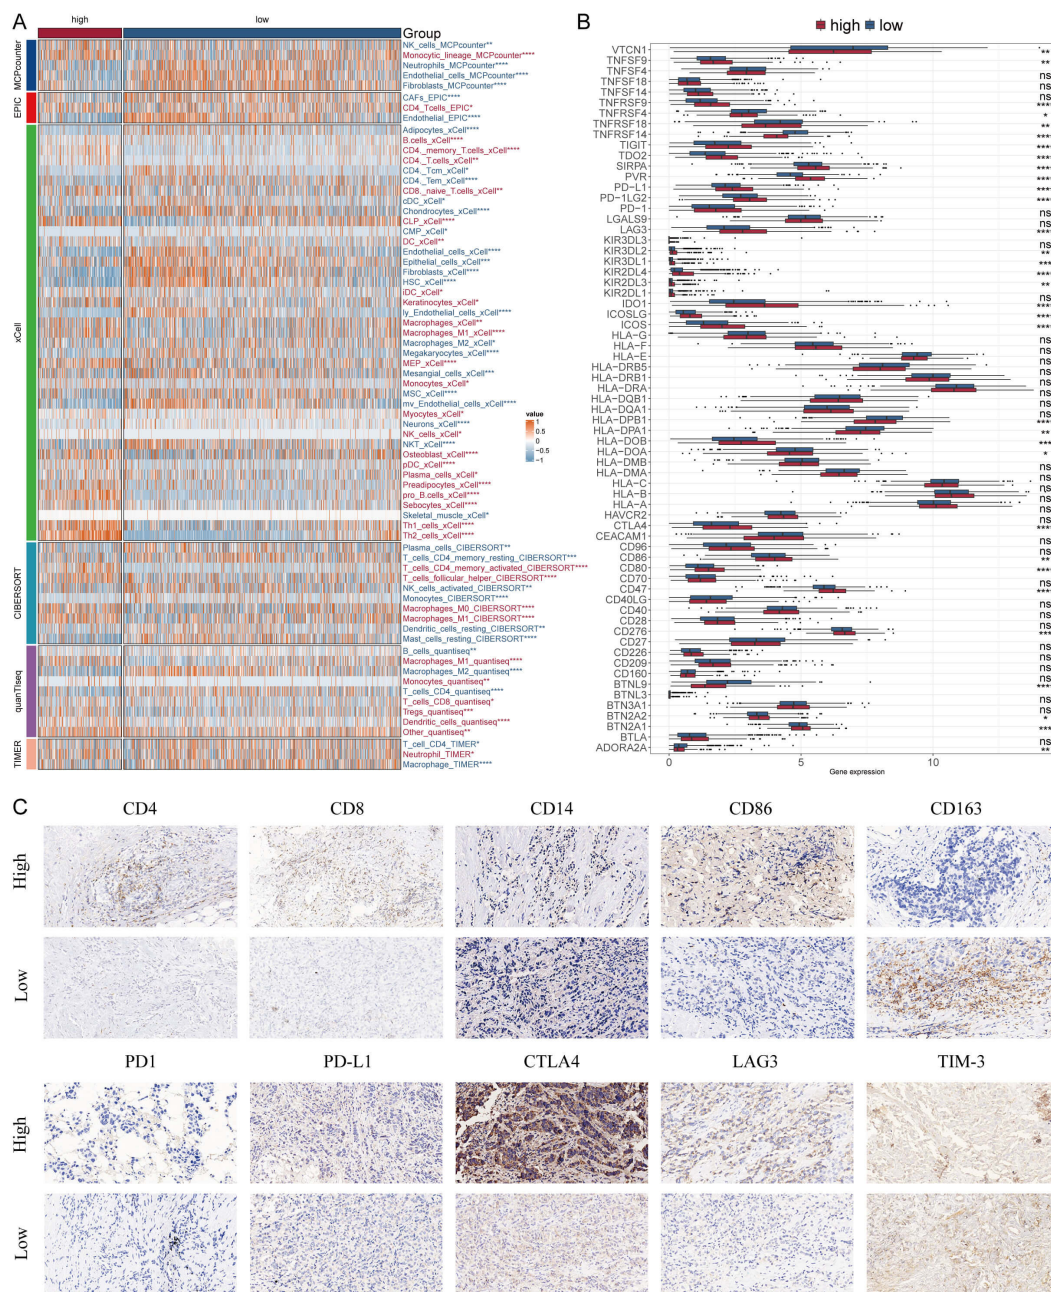 A
high
low
Group
MCPcounter
NK_cells_MCPcounter**
Monocytic_lineage_MCPcounter****
Neutrophils_MCPcounter****
Endothelial_cells_MCPcounter****
Fibroblasts_MCPcounter****
EPIC
CAFs_EPIC****
CD4_Tcells_EPIC*
Endothelial_EPIC****
xCell
Adipocytes_xCell****
B.cells_xCell****
CD4._memory_T.cells_xCell****
CD4._T.cells_xCell**
CD4._Tcm_xCell*
CD4._Tem_xCell****
CD8._naive_T.cells_xCell**
cDC_xCell*
Chondrocytes_xCell****
CLP_xCell****
CMP_xCell*
DC_xCell**
Endothelial_cells_xCell****
Epithelial_cells_xCell***
Fibroblasts_xCell****
HSC_xCell****
iDC_xCell*
Keratinocytes_xCell*
ly_Endothelial_cells_xCell****
Macrophages_xCell**
Macrophages_M1_xCell****
Macrophages_M2_xCell*
Megakaryocytes_xCell****
MEP_xCell****
Mesangial_cells_xCell***
Monocytes_xCell*
MSC_xCell****
mv_Endothelial_cells_xCell****
Myocytes_xCell*
Neurons_xCell****
NK_cells_xCell*
NKT_xCell****
Osteoblast_xCell****
pDC_xCell****
Plasma_cells_xCell*
Preadipocytes_xCell****
pro_B.cells_xCell****
Sebocytes_xCell****
Skeletal_muscle_xCell*
Th1_cells_xCell****
Th2_cells_xCell****
CIBERSORT
Plasma_cells_CIBERSORT**
T_cells_CD4_memory_resting_CIBERSORT***
T_cells_CD4_memory_activated_CIBERSORT****
T_cells_follicular_helper_CIBERSORT****
NK_cells_activated_CIBERSORT**
Monocytes_CIBERSORT****
Macrophages_M0_CIBERSORT****
Macrophages_M1_CIBERSORT****
Dendritic_cells_resting_CIBERSORT**
Mast_cells_resting_CIBERSORT****
quanTIseq
B_cells_quantiseq**
Macrophages_M1_quantiseq****
Macrophages_M2_quantiseq****
Monocytes_quantiseq**
T_cells_CD4_quantiseq****
T_cells_CD8_quantiseq*
Tregs_quantiseq***
Dendritic_cells_quantiseq****
Other_quantiseq**
TIMER
T_cell_CD4_TIMER*
Neutrophil_TIMER*
Macrophage_TIMER****
value
1
0.5
0
−0.5
−1
B
high
low
VTCN1
TNFSF9
TNFSF4
TNFSF18
TNFSF14
TNFRSF9
TNFRSF4
TNFRSF18
TNFRSF14
TIGIT
TDO2
SIRPA
PVR
PD-L1
PD-1LG2
PD-1
LGALS9
LAG3
KIR3DL3
KIR3DL2
KIR3DL1
KIR2DL4
KIR2DL3
KIR2DL1
IDO1
ICOSLG
ICOS
HLA-G
HLA-F
HLA-E
HLA-DRB5
HLA-DRB1
HLA-DRA
HLA-DQB1
HLA-DQA1
HLA-DPB1
HLA-DPA1
HLA-DOB
HLA-DOA
HLA-DMB
HLA-DMA
HLA-C
HLA-B
HLA-A
HAVCR2
CTLA4
CEACAM1
CD96
CD86
CD80
CD70
CD47
CD40LG
CD40
CD28
CD276
CD27
CD226
CD209
CD160
BTNL9
BTNL3
BTN3A1
BTN2A2
BTN2A1
BTLA
ADORA2A
0
5
10
Gene expression
C
CD4
CD8
CD14
CD86
CD163
High
Low
PD1
PD-L1
CTLA4
LAG3
TIM-3
High
Low